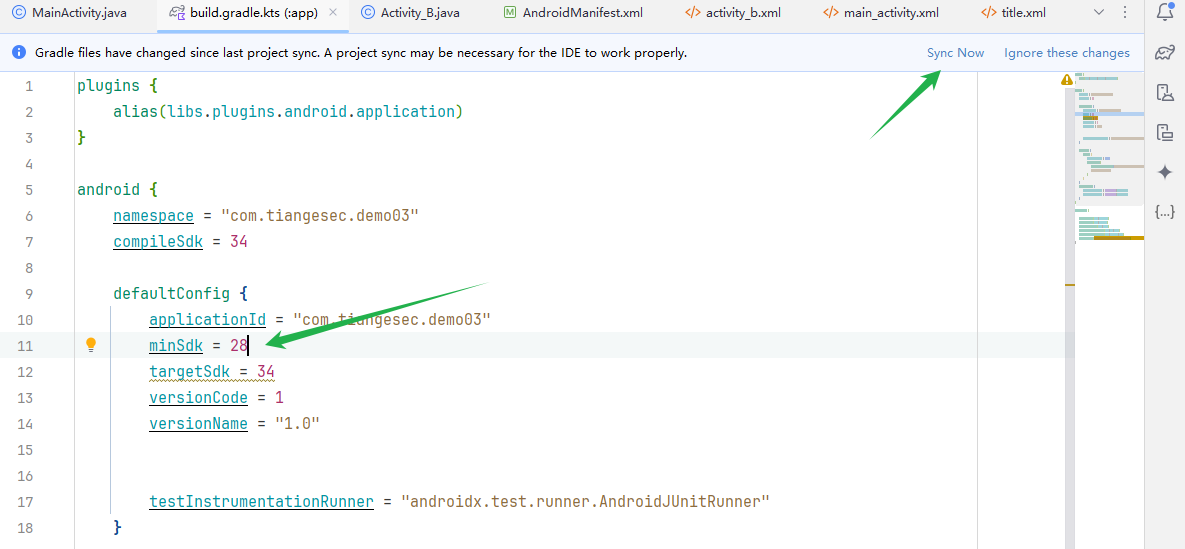 MainActivity.java build.gradle.kts (:app) Activity_B.java AndroidManifest.xml activity_b.xml main_activity.xml title.xml
Gradle files have changed since last project sync. A project sync may be necessary for the IDE to work properly. Sync Now Ignore these changes
1 plugins {
2 alias(libs.plugins.android.application)
3 }
4
5 android {
6 namespace = "com.tiangesec.demo03"
7 compileSdk = 34
8
9 defaultConfig {
10 applicationId = "com.tiangesec.demo03"
11 minSdk = 28
12 targetSdk = 34
13 versionCode = 1
14 versionName = "1.0"
15
16
17 testInstrumentationRunner = "androidx.test.runner.AndroidJUnitRunner"
18 }